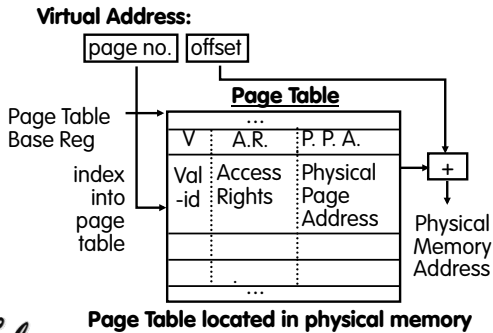 Virtual Address:
page no. offset
Page Table
...
Page Table
Base Reg
V A.R. P. P. A.
index
into
page
table
Val
-id
Access
Rights
Physical
Page
Address
+
Physical
Memory
Address
...
Page Table located in physical memory